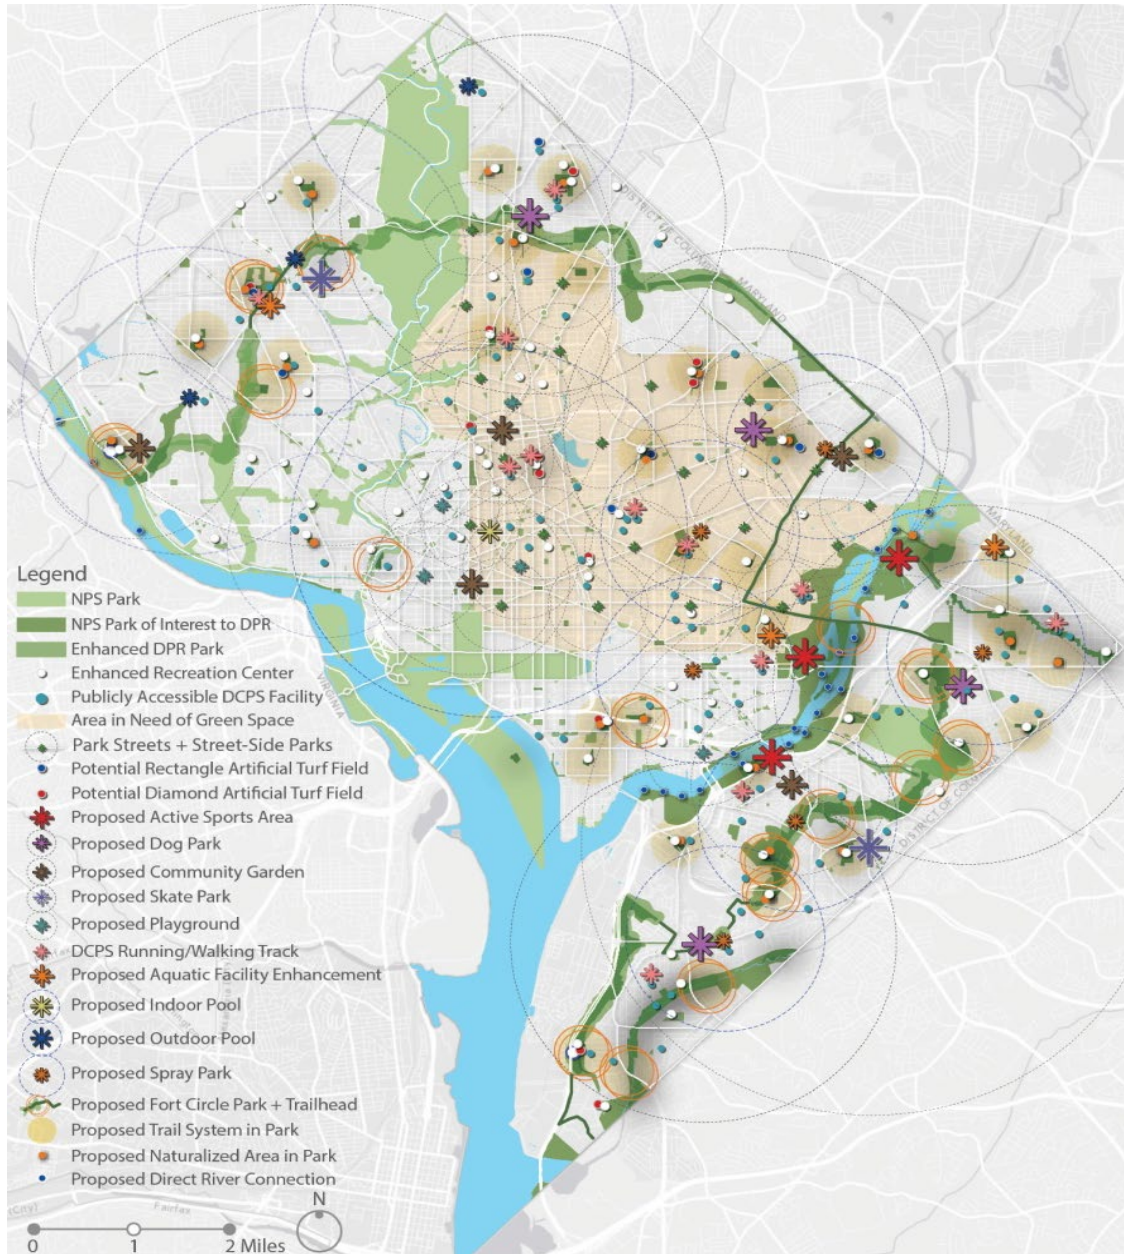 DISTRICT OF COLUMBIA
MARYLAND
MARYLAND
Legend
NPS Park
NPS Park of Interest to DPR
Enhanced DPR Park
Enhanced Recreation Center
Publicly Accessible DCPS Facility
Area in Need of Green Space
Park Streets + Street-Side Parks
Potential Rectangle Artificial Turf Field
Potential Diamond Artificial Turf Field
Proposed Active Sports Area
Proposed Dog Park
Proposed Community Garden
Proposed Skate Park
Proposed Playground
DCPS Running/Walking Track
Proposed Aquatic Facility Enhancement
Proposed Indoor Pool
Proposed Outdoor Pool
Proposed Spray Park
Proposed Fort Circle Park + Trailhead
Proposed Trail System in Park
Proposed Naturalized Area in Park
Proposed Direct River Connection
VIRGINIA
DISTRICT OF COLUMBIA
Fairfax
N
0 1 2 Miles